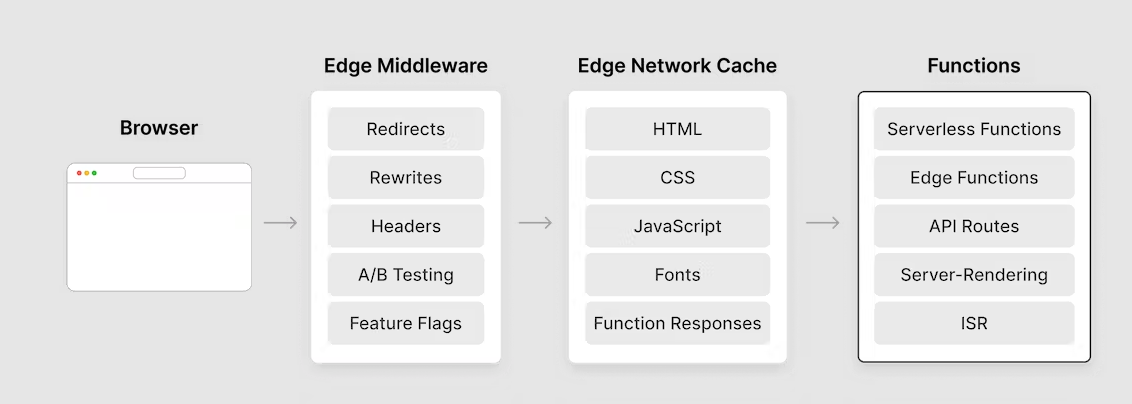 Browser
Edge Middleware
Redirects
Rewrites
Headers
A/B Testing
Feature Flags
Edge Network Cache
HTML
CSS
JavaScript
Fonts
Function Responses
Functions
Serverless Functions
Edge Functions
API Routes
Server-Rendering
ISR